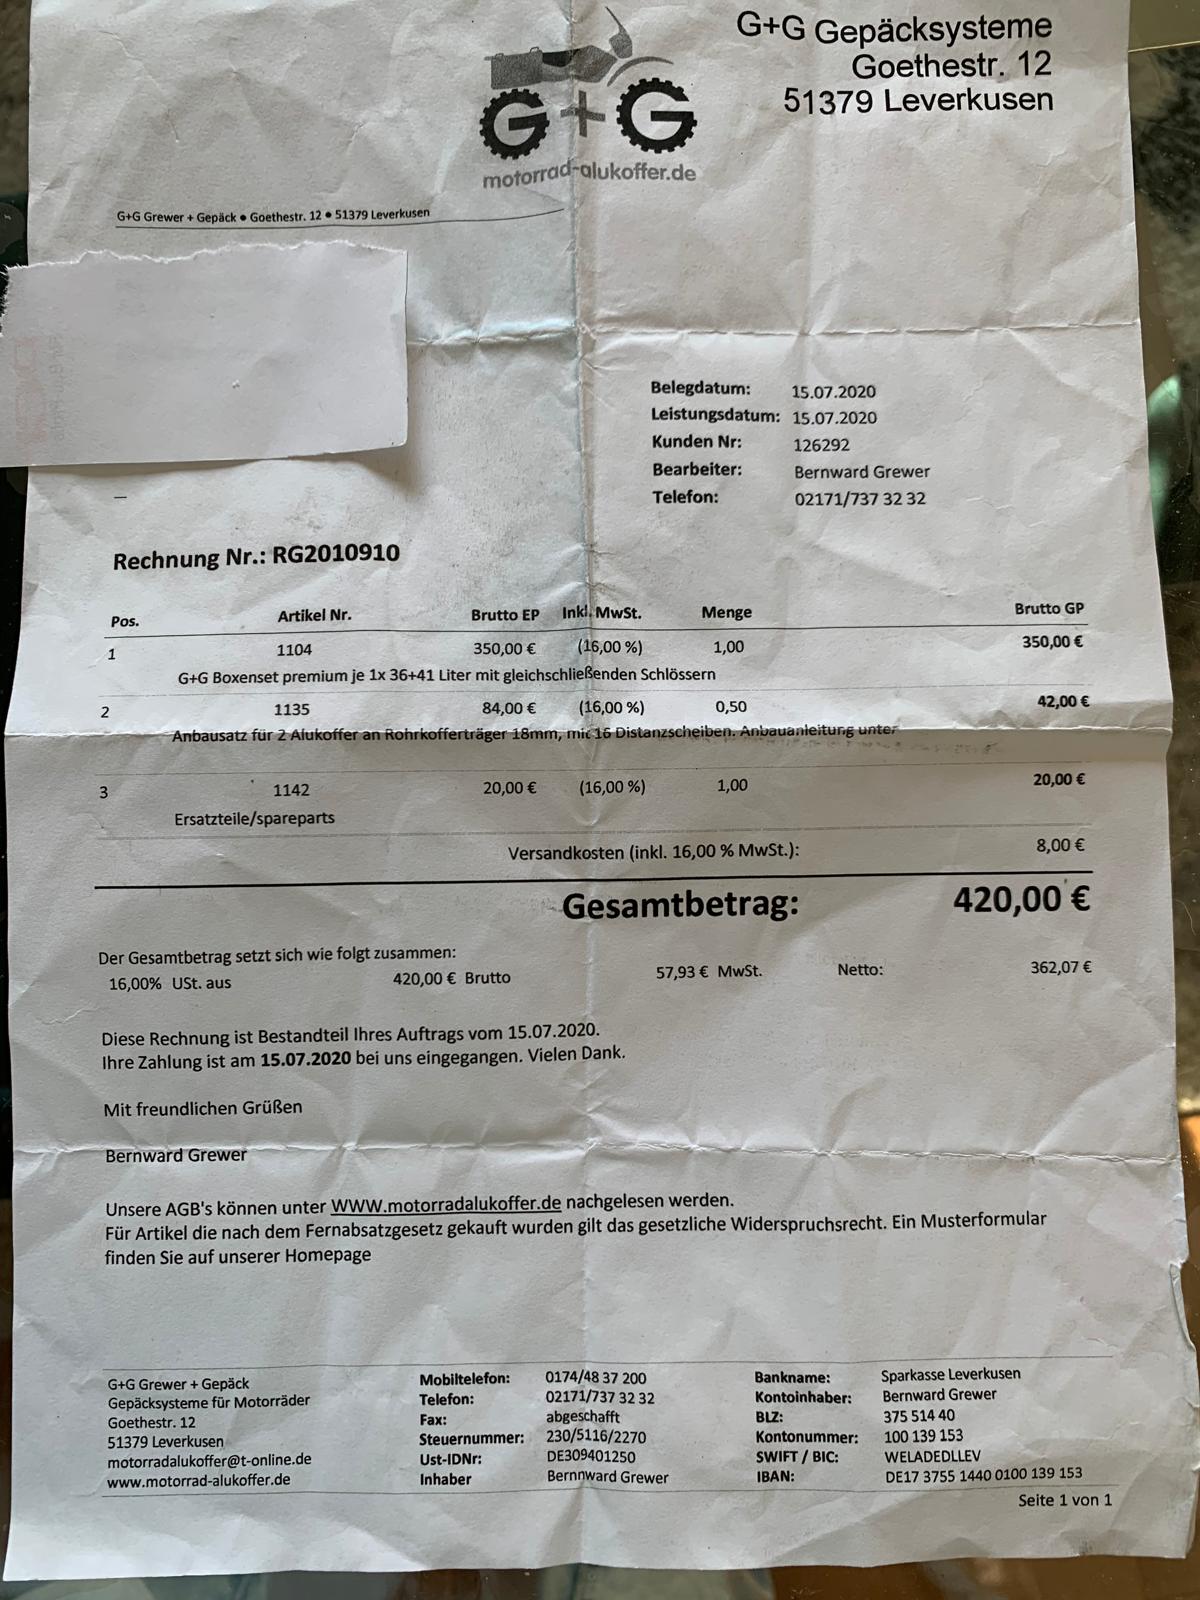 G+G Gepäcksysteme
Goethestr. 12
51379 Leverkusen
G+G
motorrad-alukoffer.de
G+G Grewer + Gepäck ● Goethestr. 12 ● 51379 Leverkusen
Belegdatum: 15.07.2020
Leistungsdatum: 15.07.2020
Kunden Nr: 126292
Bearbeiter: Bernward Grewer
Telefon: 02171/737 32 32
–
Rechnung Nr.: RG2010910
Pos. Artikel Nr. Brutto EP Inkl. MwSt. Menge Brutto GP
1 1104 350,00 € (16,00 %) 1,00 350,00 €
G+G Boxenset premium je 1x 36+41 Liter mit gleichschließenden Schlössern
2 1135 84,00 € (16,00 %) 0,50 42,00 €
Anbausatz für 2 Alukoffer an Rohrkofferträger 18mm, mit 16 Distanzscheiben. Anbauanleitung unter
3 1142 20,00 € (16,00 %) 1,00 20,00 €
Ersatzteile/spareparts
Versandkosten (inkl. 16,00 % MwSt.): 8,00 €
Gesamtbetrag: 420,00 €
Der Gesamtbetrag setzt sich wie folgt zusammen:
16,00% USt. aus 420,00 € Brutto 57,93 € MwSt. Netto: 362,07 €
Diese Rechnung ist Bestandteil Ihres Auftrags vom 15.07.2020.
Ihre Zahlung ist am 15.07.2020 bei uns eingegangen. Vielen Dank.
Mit freundlichen Grüßen
Bernward Grewer
Unsere AGB's können unter WWW.motorradalukoffer.de nachgelesen werden.
Für Artikel die nach dem Fernabsatzgesetz gekauft wurden gilt das gesetzliche Widerspruchsrecht. Ein Musterformular
finden Sie auf unserer Homepage
G+G Grewer + Gepäck
Gepäcksysteme für Motorräder
Goethestr. 12
51379 Leverkusen
motorradalukoffer@t-online.de
www.motorrad-alukoffer.de
Mobiltelefon: 0174/48 37 200
Telefon: 02171/737 32 32
Fax: abgeschafft
Steuernummer: 230/5116/2270
Ust-IDNr: DE309401250
Inhaber Bernnward Grewer
Bankname: Sparkasse Leverkusen
Kontoinhaber: Bernward Grewer
BLZ: 375 514 40
Kontonummer: 100 139 153
SWIFT / BIC: WELADEDLLEV
IBAN: DE17 3755 1440 0100 139 153
Seite 1 von 1